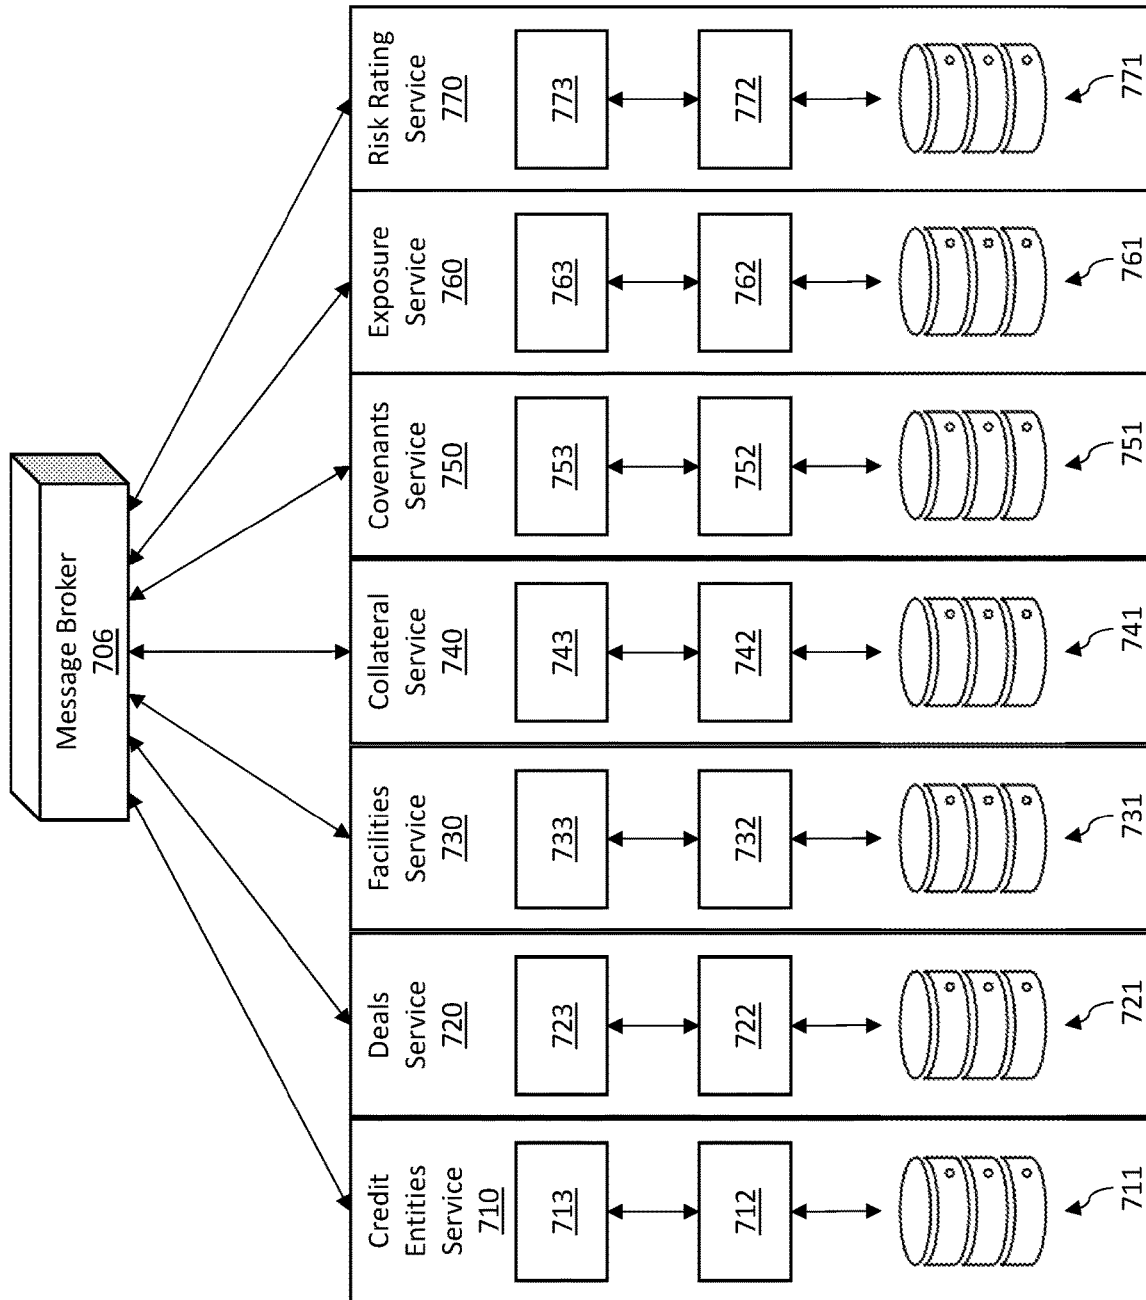 Message Broker
706
Credit
Entities
Service
710
713
712
711
Deals
Service
720
723
722
721
Facilities
Service
730
733
732
731
Collateral
Service
740
743
742
741
Covenants
Service
750
753
752
751
Exposure
Service
760
763
762
761
Risk Rating
Service
770
773
772
771